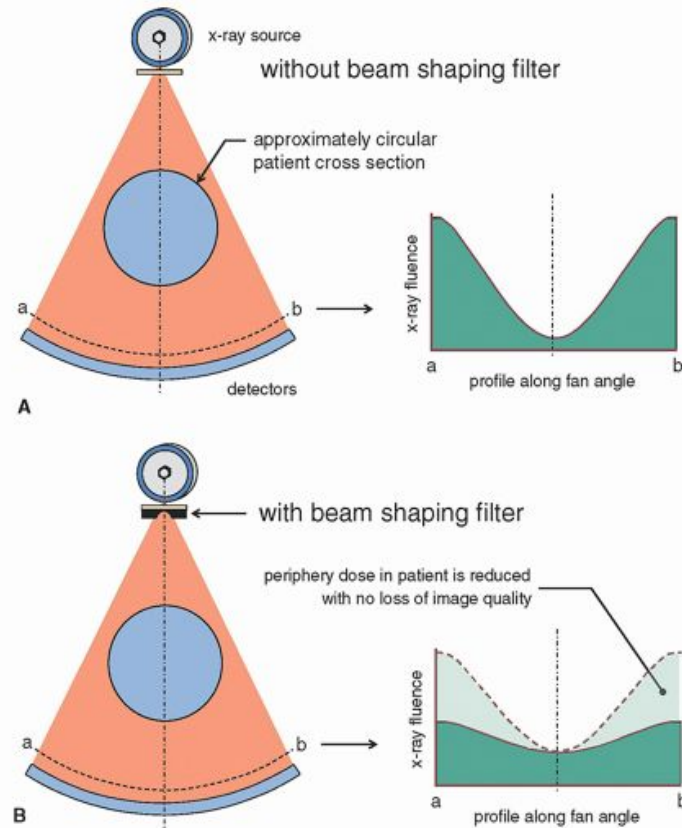 x-ray source
without beam shaping filter
approximately circular
patient cross section
a
b
detectors
x-ray fluence
a
b
profile along fan angle
A
with beam shaping filter
periphery dose in patient is reduced
with no loss of image quality
a
b
x-ray fluence
a
b
profile along fan angle
B